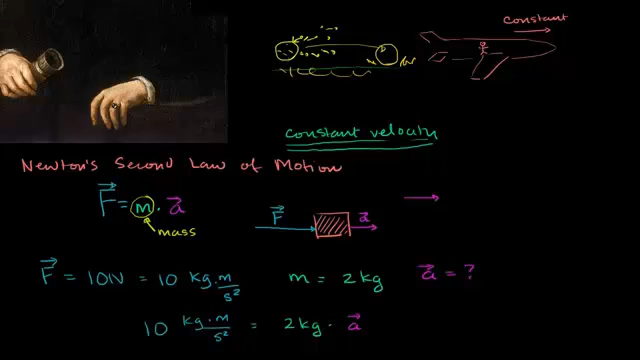 constant
constant velocity
Newton's Second Law of Motion
F⃗ = m · a⃗
mass
F⃗
a⃗
F⃗ = 10N = 10 kg·m/s² m = 2kg a⃗ = ?
10 kg·m/s² = 2kg · a⃗